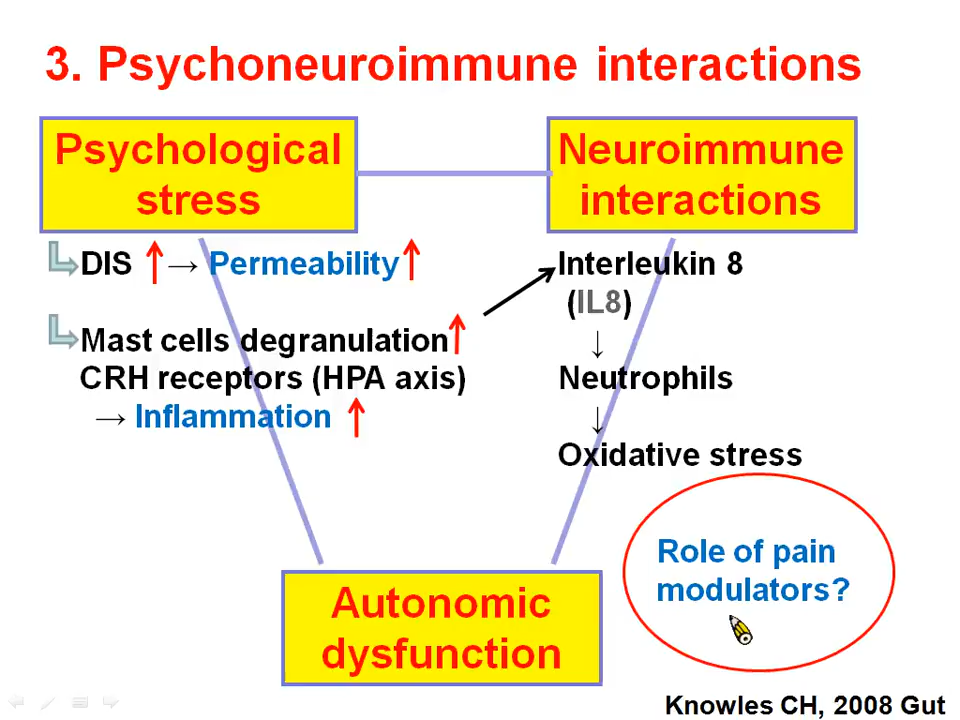 3. Psychoneuroimmune interactions
Psychological
stress
Neuroimmune
interactions
DIS ↑ → Permeability ↑
Mast cells degranulation ↑
CRH receptors (HPA axis)
→ Inflammation ↑
Interleukin 8
(IL8)
↓
Neutrophils
↓
Oxidative stress
Role of pain
modulators?
Autonomic
dysfunction
Knowles CH, 2008 Gut